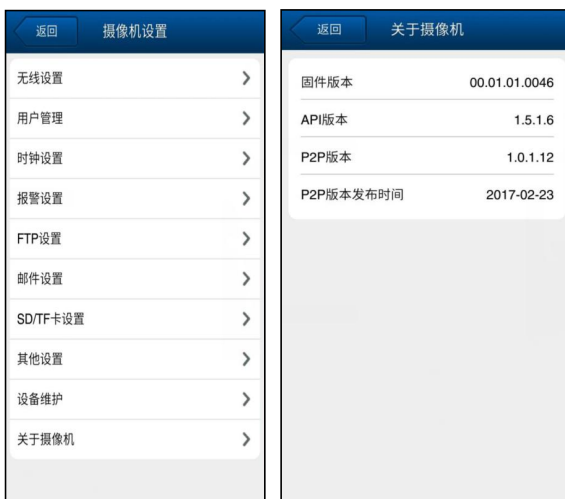 返回 摄像机设置
无线设置
用户管理
时钟设置
报警设置
FTP设置
邮件设置
SD/TF卡设置
其他设置
设备维护
关于摄像机
返回 关于摄像机
固件版本 00.01.01.0046
API版本 1.5.1.6
P2P版本 1.0.1.12
P2P版本发布时间 2017-02-23